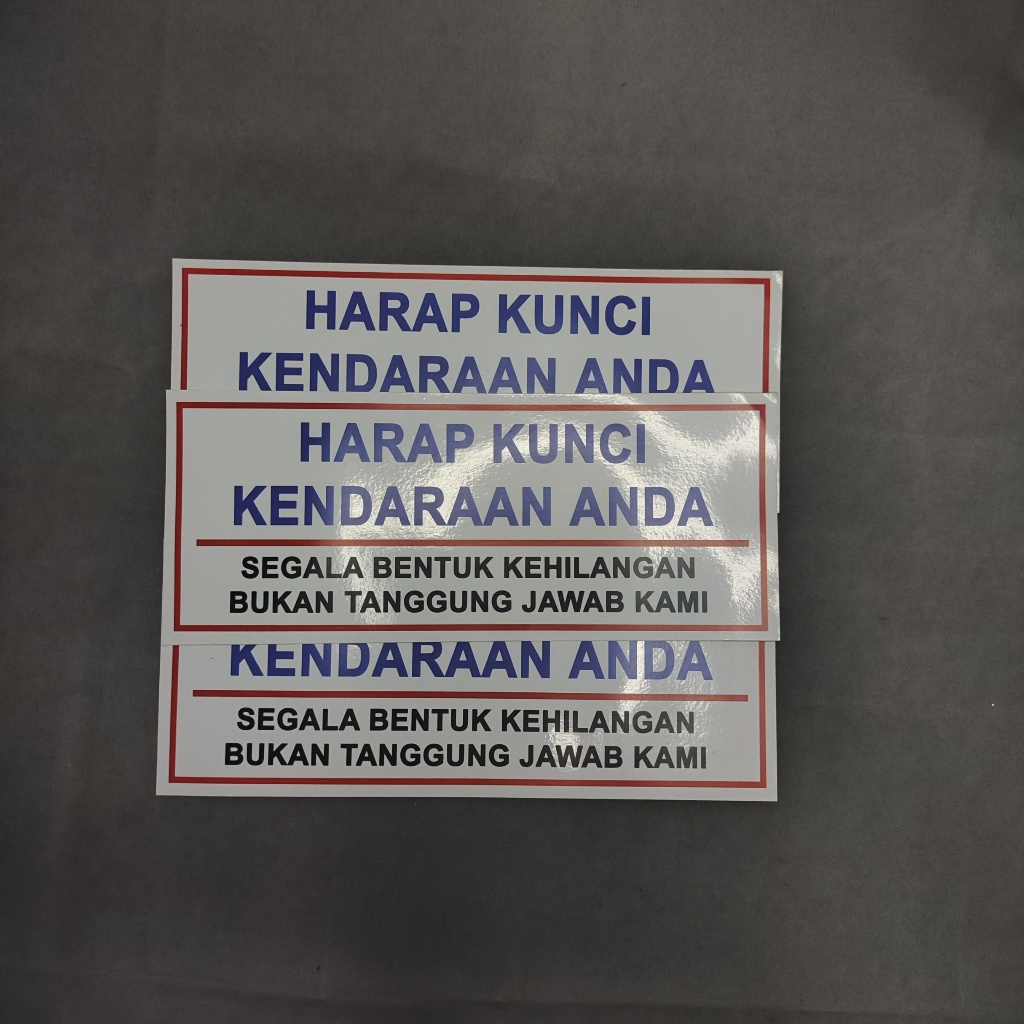 HARAP KUNCI
KENDARAAN ANDA
HARAP KUNCI
KENDARAAN ANDA
SEGALA BENTUK KEHILANGAN
BUKAN TANGGUNG JAWAB KAMI
KENDARAAN ANDA
SEGALA BENTUK KEHILANGAN
BUKAN TANGGUNG JAWAB KAMI